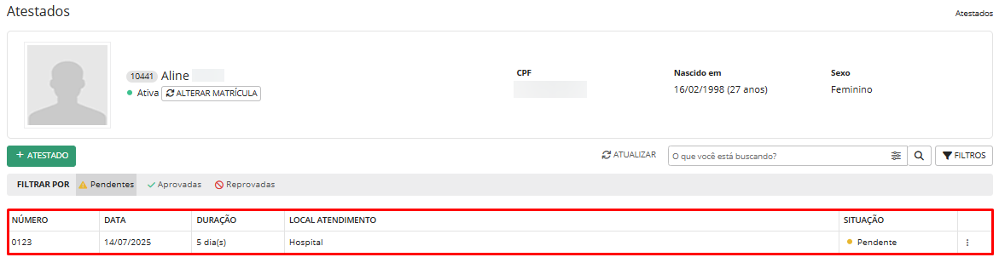 Atestados
Atestados
10441 Aline
Ativa ALTERAR MATRÍCULA
CPF
Nascido em
16/02/1998 (27 anos)
Sexo
Feminino
+ ATESTADO
ATUALIZAR
O que você está buscando?
FILTROS
FILTRAR POR Pendentes Aprovadas Reprovadas
NÚMERO DATA DURAÇÃO LOCAL ATENDIMENTO SITUAÇÃO
0123 14/07/2025 5 dia(s) Hospital Pendente